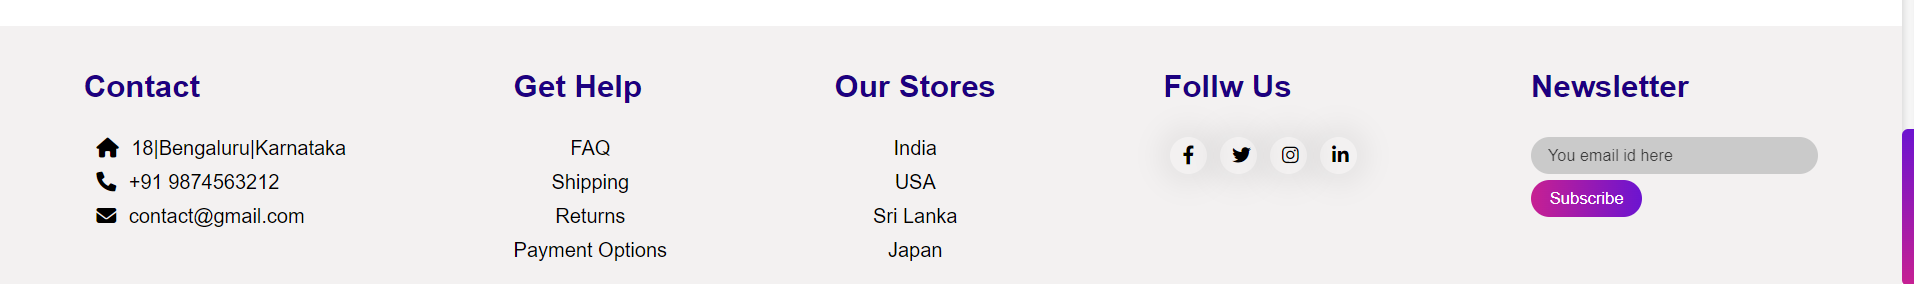 Contact
18|Bengaluru|Karnataka
+91 9874563212
contact@gmail.com
Get Help
FAQ
Shipping
Returns
Payment Options
Our Stores
India
USA
Sri Lanka
Japan
Follw Us
Newsletter
You email id here
Subscribe